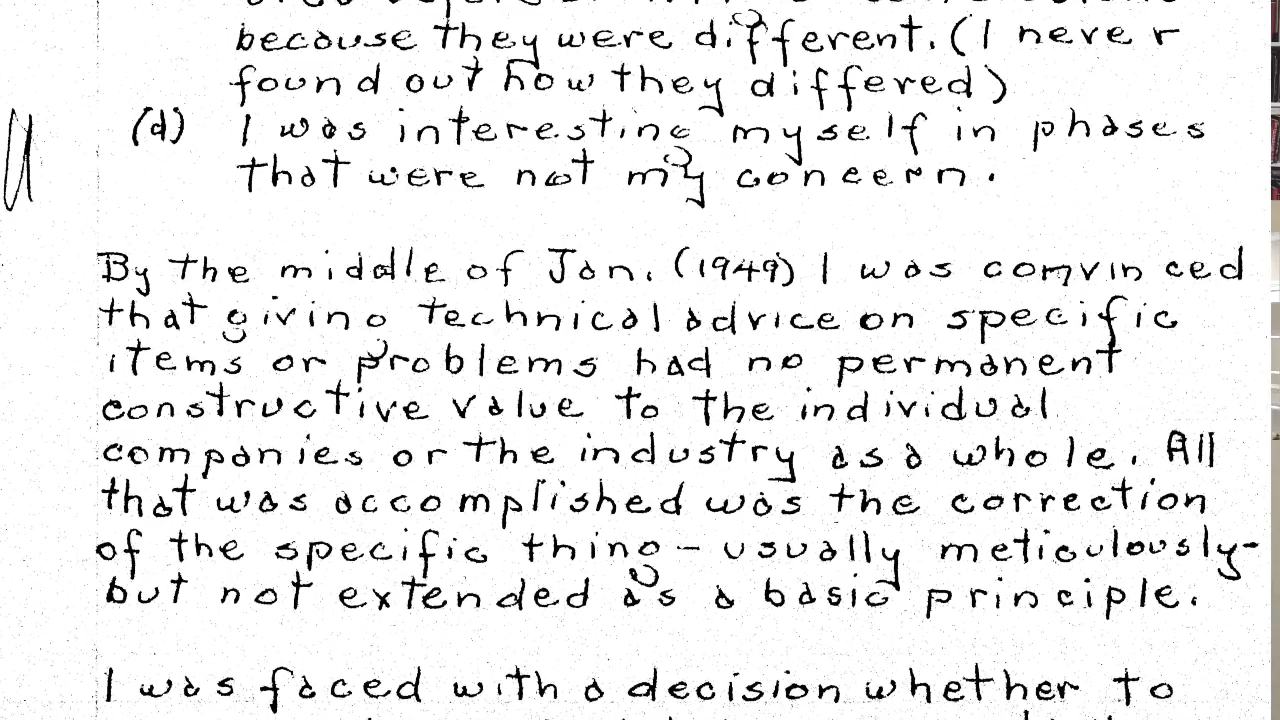 because they were different. (I never
found out how they differed)
(d) I was interesting myself in phases
that were not my concern.
By the middle of Jan. (1949) I was convinced
that giving technical advice on specific
items or problems had no permanent
constructive value to the individual
companies or the industry as a whole. All
that was accomplished was the correction
of the specific thing - usually meticulously -
but not extended as a basic principle.
I was faced with a decision whether to